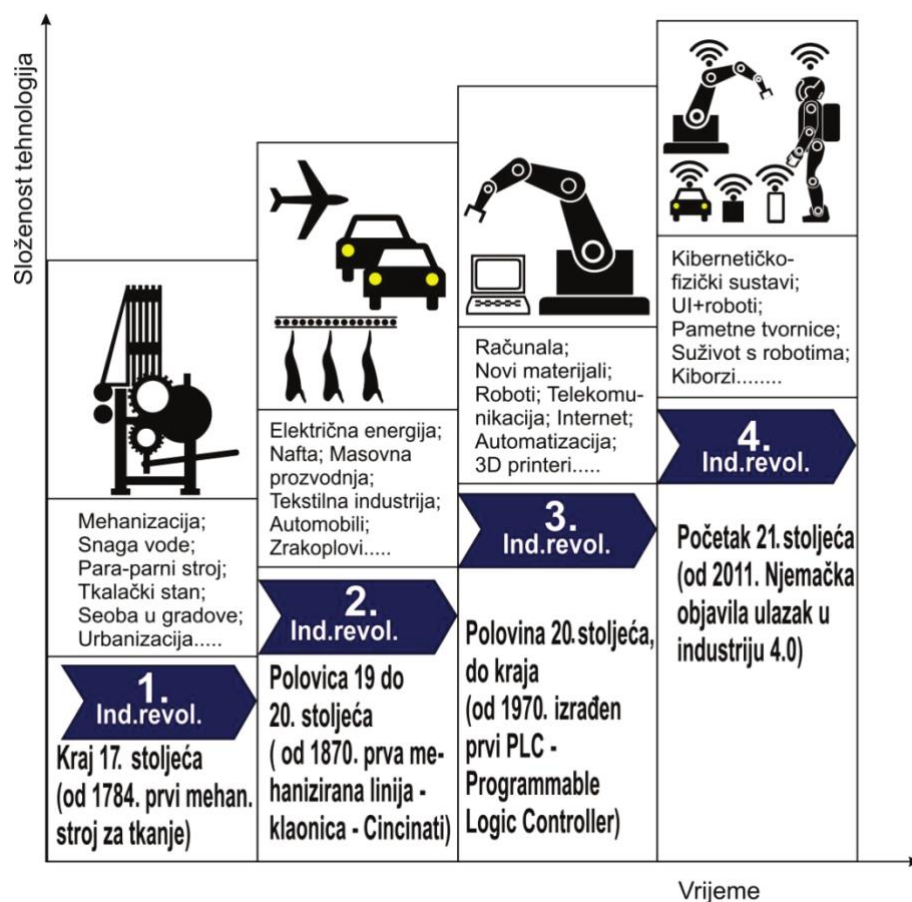 Složenost tehnologija
Mehanizacija;
Snaga vode;
Para-parni stroj;
Tkalački stan;
Seoba u gradove;
Urbanizacija.....
1.
Ind.revol.
Kraj 17. stoljeća
(od 1784. prvi mehan.
stroj za tkanje)
Električna energija;
Nafta; Masovna
prozvodnja;
Tekstilna industrija;
Automobili;
Zrakoplovi.....
2.
Ind.revol.
Polovica 19 do
20. stoljeća
( od 1870. prva me-
hanizirana linija -
klaonica - Cincinati)
Računala;
Novi materijali;
Roboti; Telekomu-
nikacija; Internet;
Automatizacija;
3D printeri.....
3.
Ind.revol.
Polovina 20.stoljeća,
do kraja
(od 1970. izrađen
prvi PLC -
Programmable
Logic Controller)
Kibernetičko-
fizički sustavi;
UI+roboti;
Pametne tvornice;
Suživot s robotima;
Kiborzi........
4.
Ind.revol.
Početak 21.stoljeća
(od 2011. Njemačka
objavila ulazak u
industriju 4.0)
Vrijeme